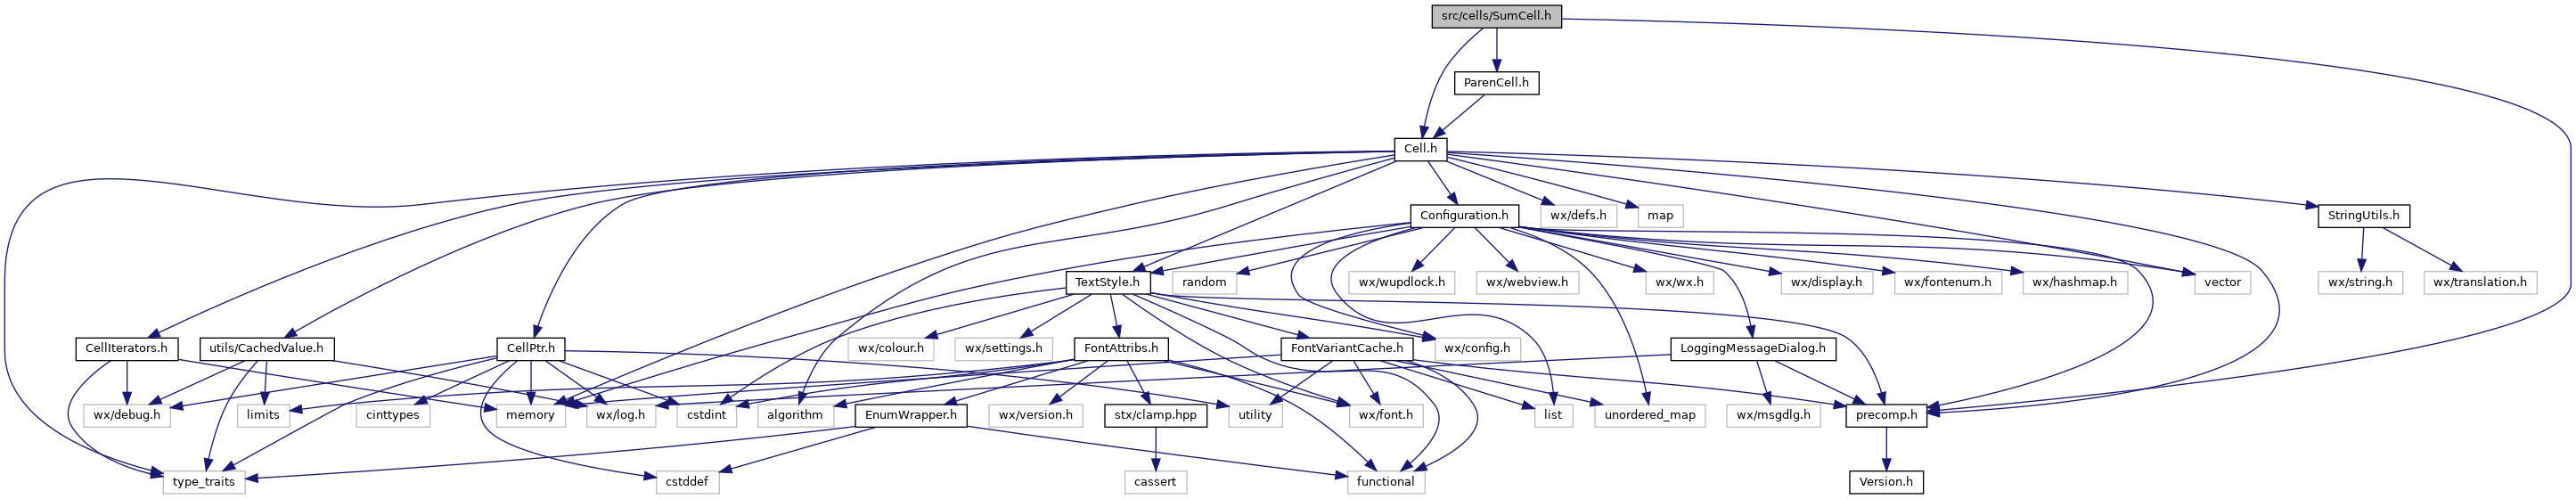 src/cells/SumCell.h
ParenCell.h
Cell.h
Configuration.h
wx/defs.h
map
StringUtils.h
TextStyle.h
random
wx/wupdlock.h
wx/webview.h
wx/wx.h
wx/display.h
wx/fontenum.h
wx/hashmap.h
vector
wx/string.h
wx/translation.h
CellIterators.h
utils/CachedValue.h
CellPtr.h
wx/colour.h
wx/settings.h
FontAttribs.h
FontVariantCache.h
wx/config.h
LoggingMessageDialog.h
wx/debug.h
limits
cinttypes
memory
wx/log.h
cstdint
algorithm
EnumWrapper.h
wx/version.h
stx/clamp.hpp
utility
wx/font.h
list
unordered_map
wx/msgdlg.h
precomp.h
type_traits
cstddef
cassert
functional
Version.h